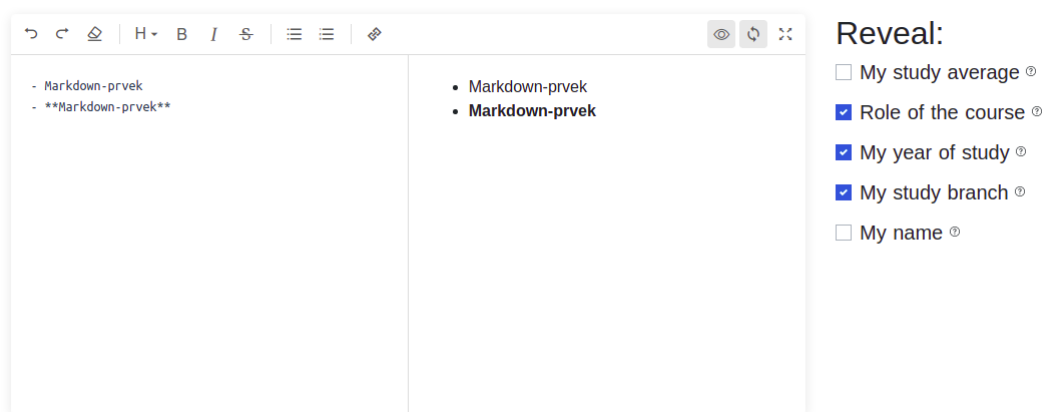 H B I S
- Markdown-prvek
- **Markdown-prvek**
• Markdown-prvek
• Markdown-prvek
Reveal:
My study average
Role of the course
My year of study
My study branch
My name